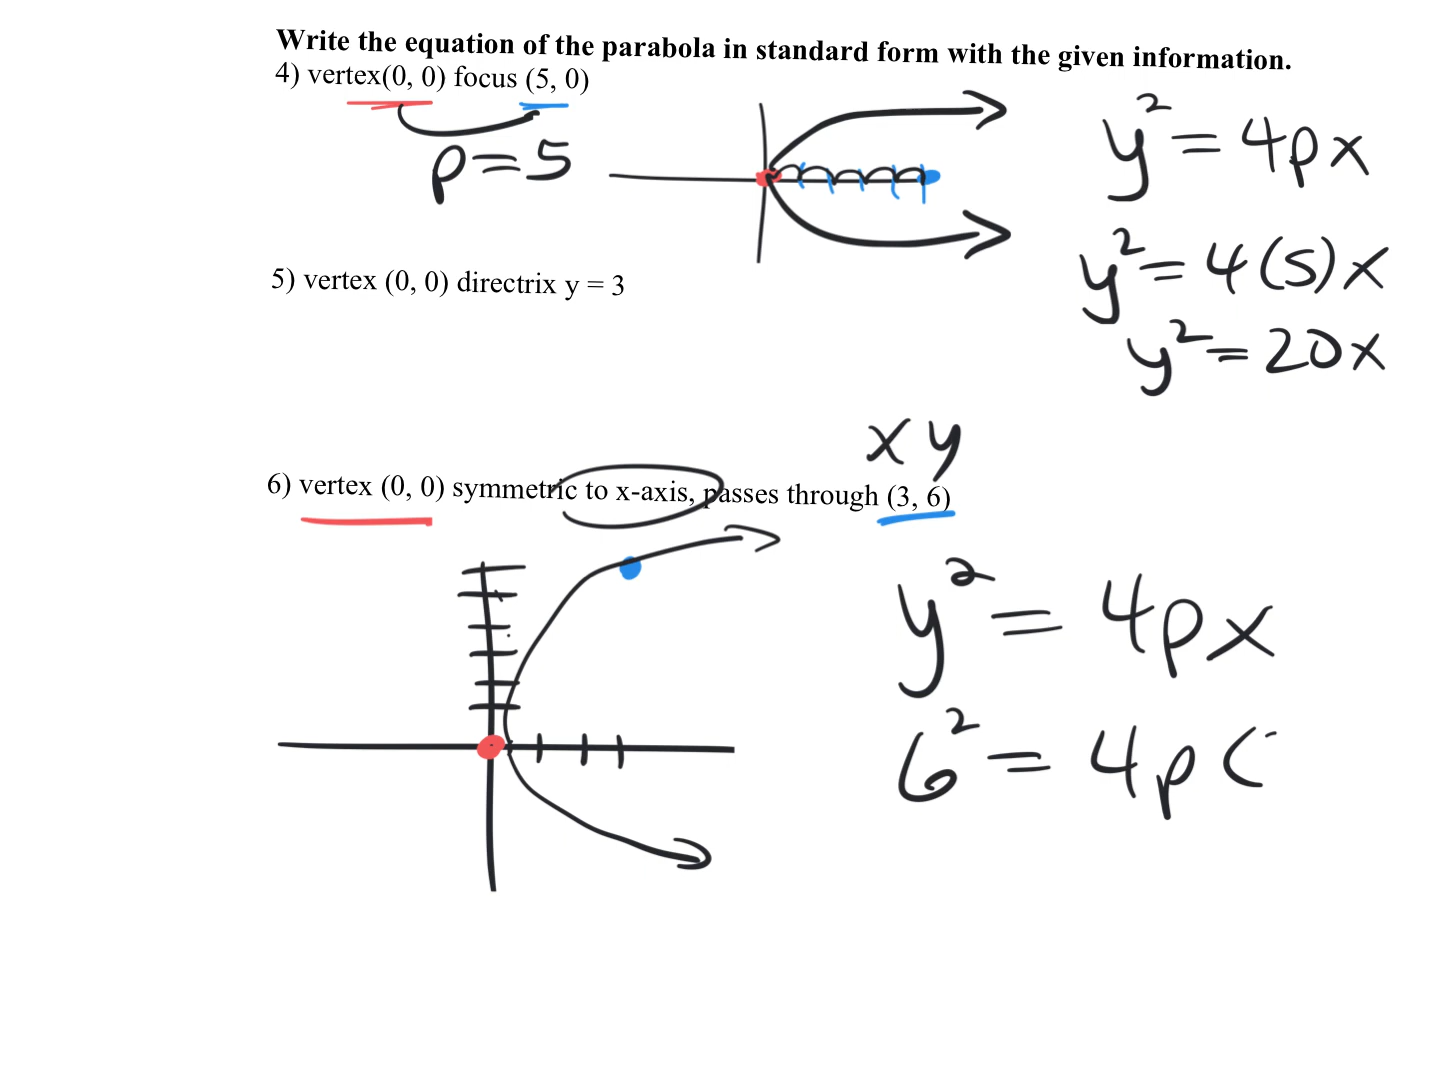 Write the equation of the parabola in standard form with the given information.
4) vertex(0, 0) focus (5, 0)
p=5
y²=4px
y²=4(5)x
y²=20x
5) vertex (0, 0) directrix y = 3
x y
6) vertex (0, 0) symmetric to x-axis, passes through (3, 6)
y²=4px
6²=4p(